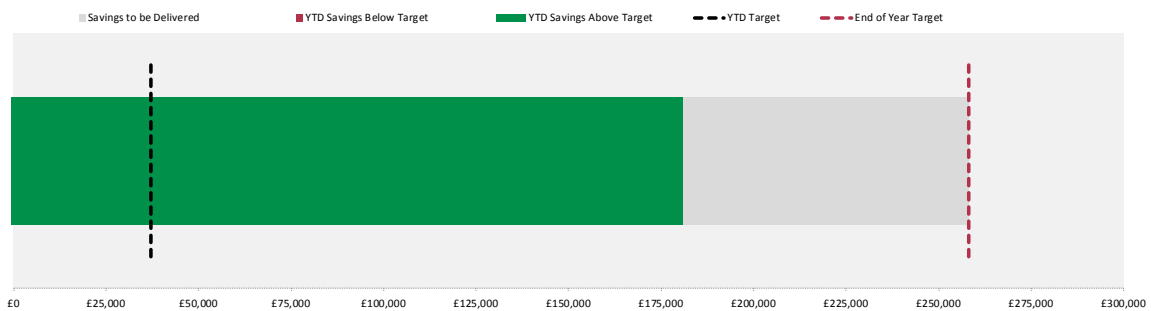 Savings to be Delivered YTD Savings Below Target YTD Savings Above Target YTD Target End of Year Target
£0 £25,000 £50,000 £75,000 £100,000 £125,000 £150,000 £175,000 £200,000 £225,000 £250,000 £275,000 £300,000